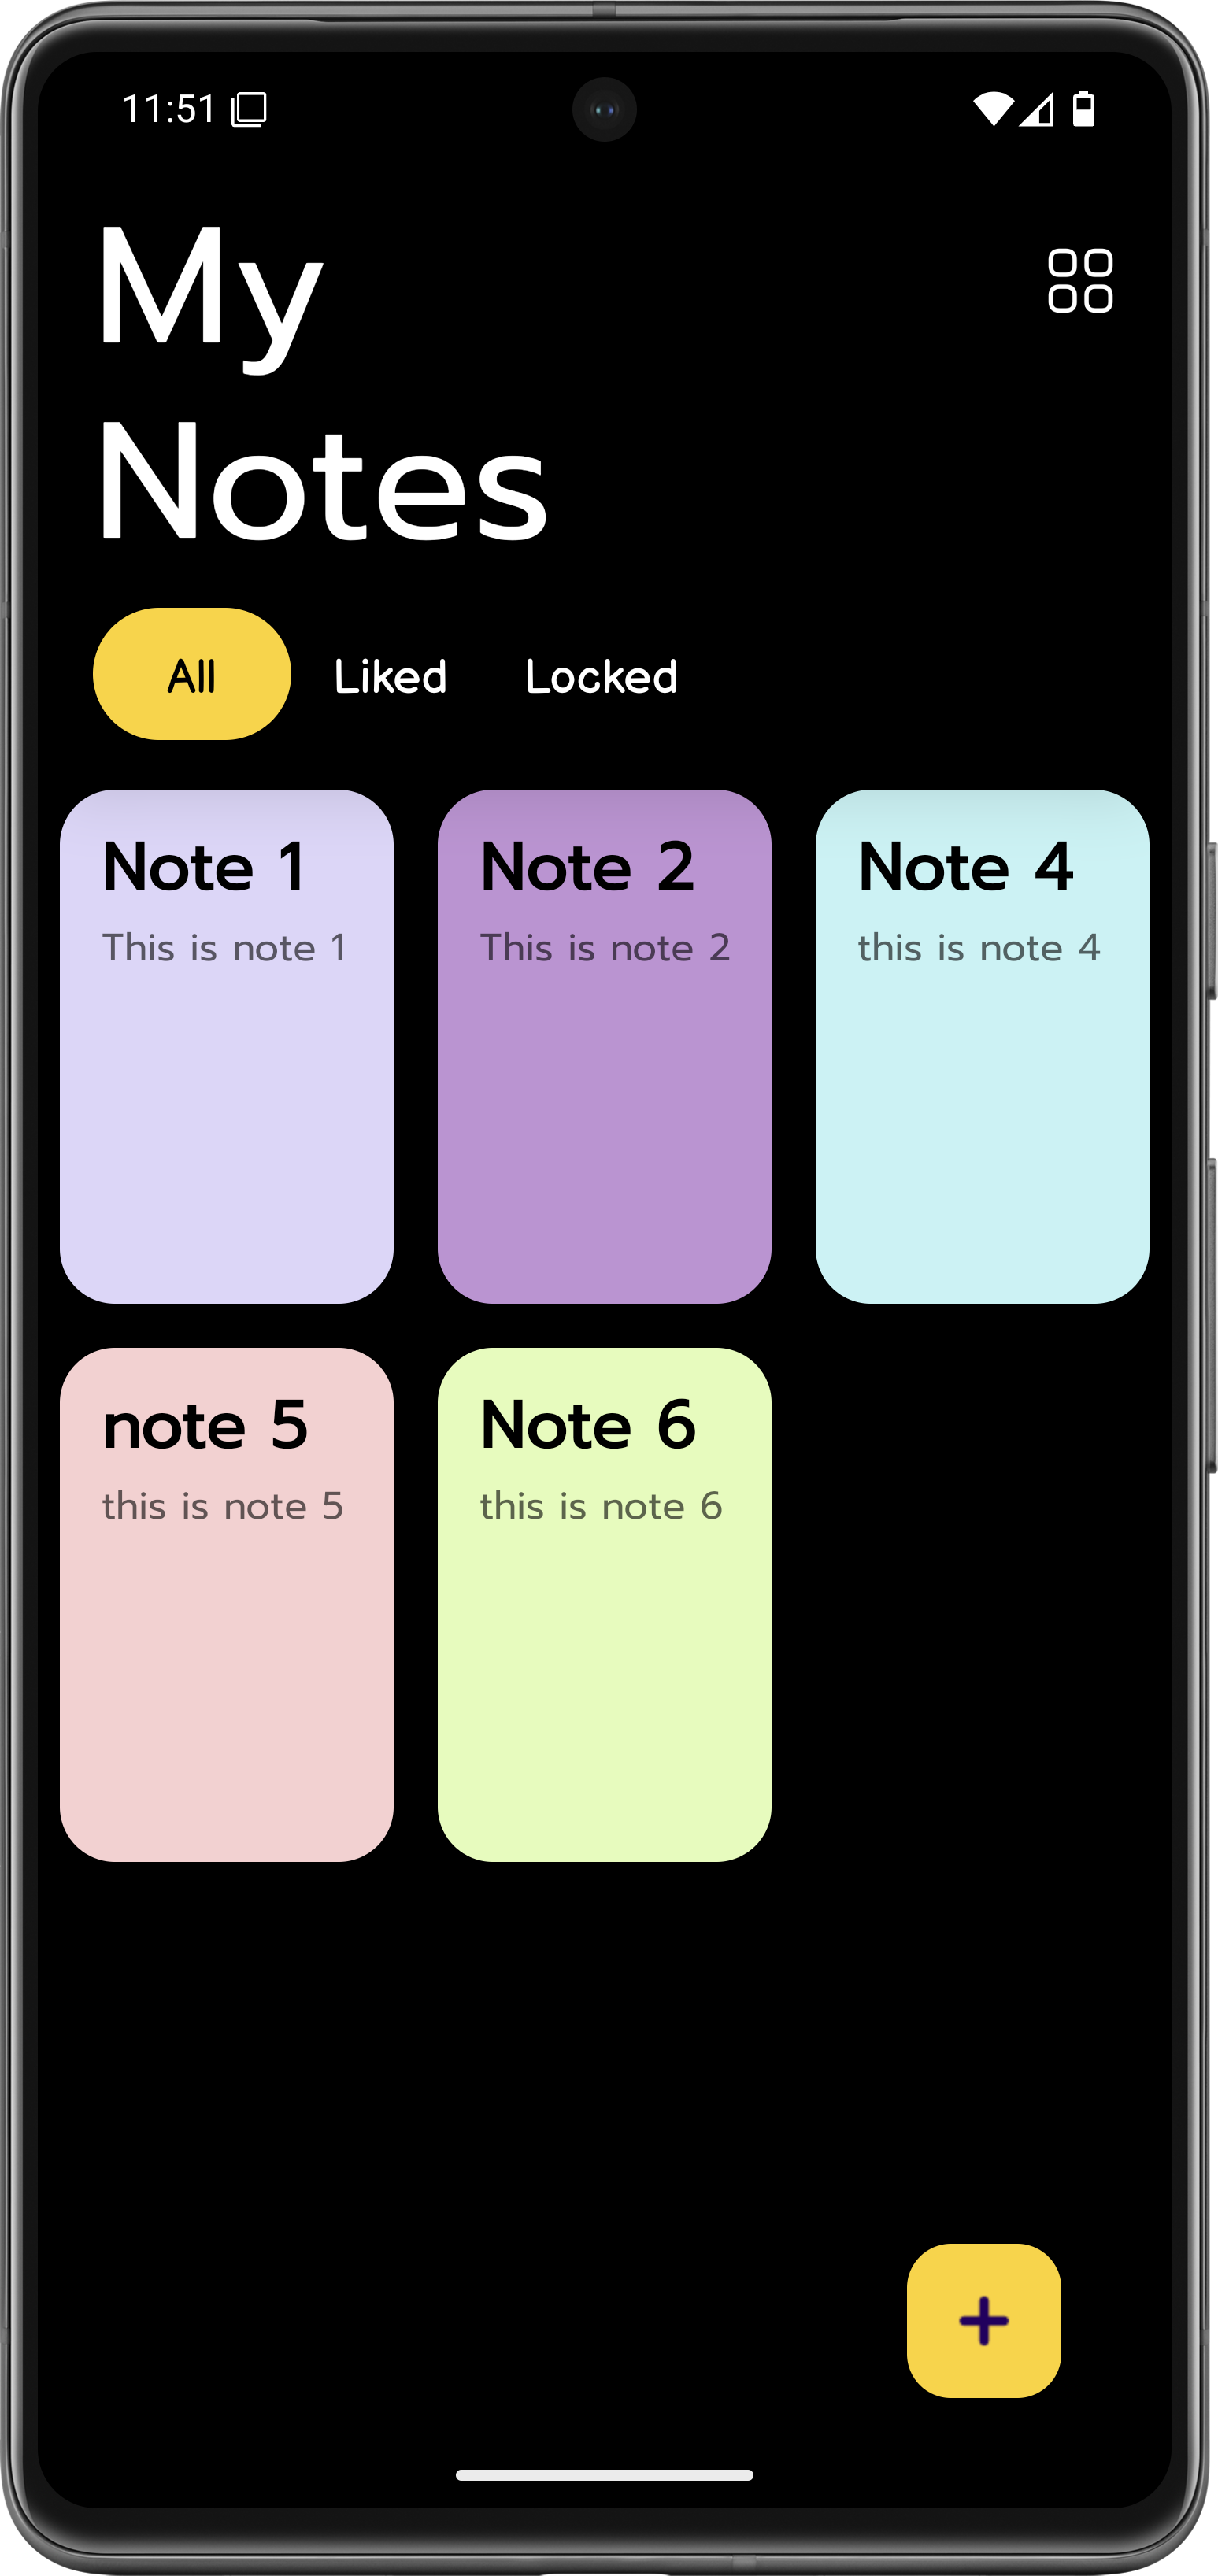 11:51
My
Notes
All Liked Locked
Note 1 Note 2 Note 4
This is note 1 This is note 2 this is note 4
note 5 Note 6
this is note 5 this is note 6